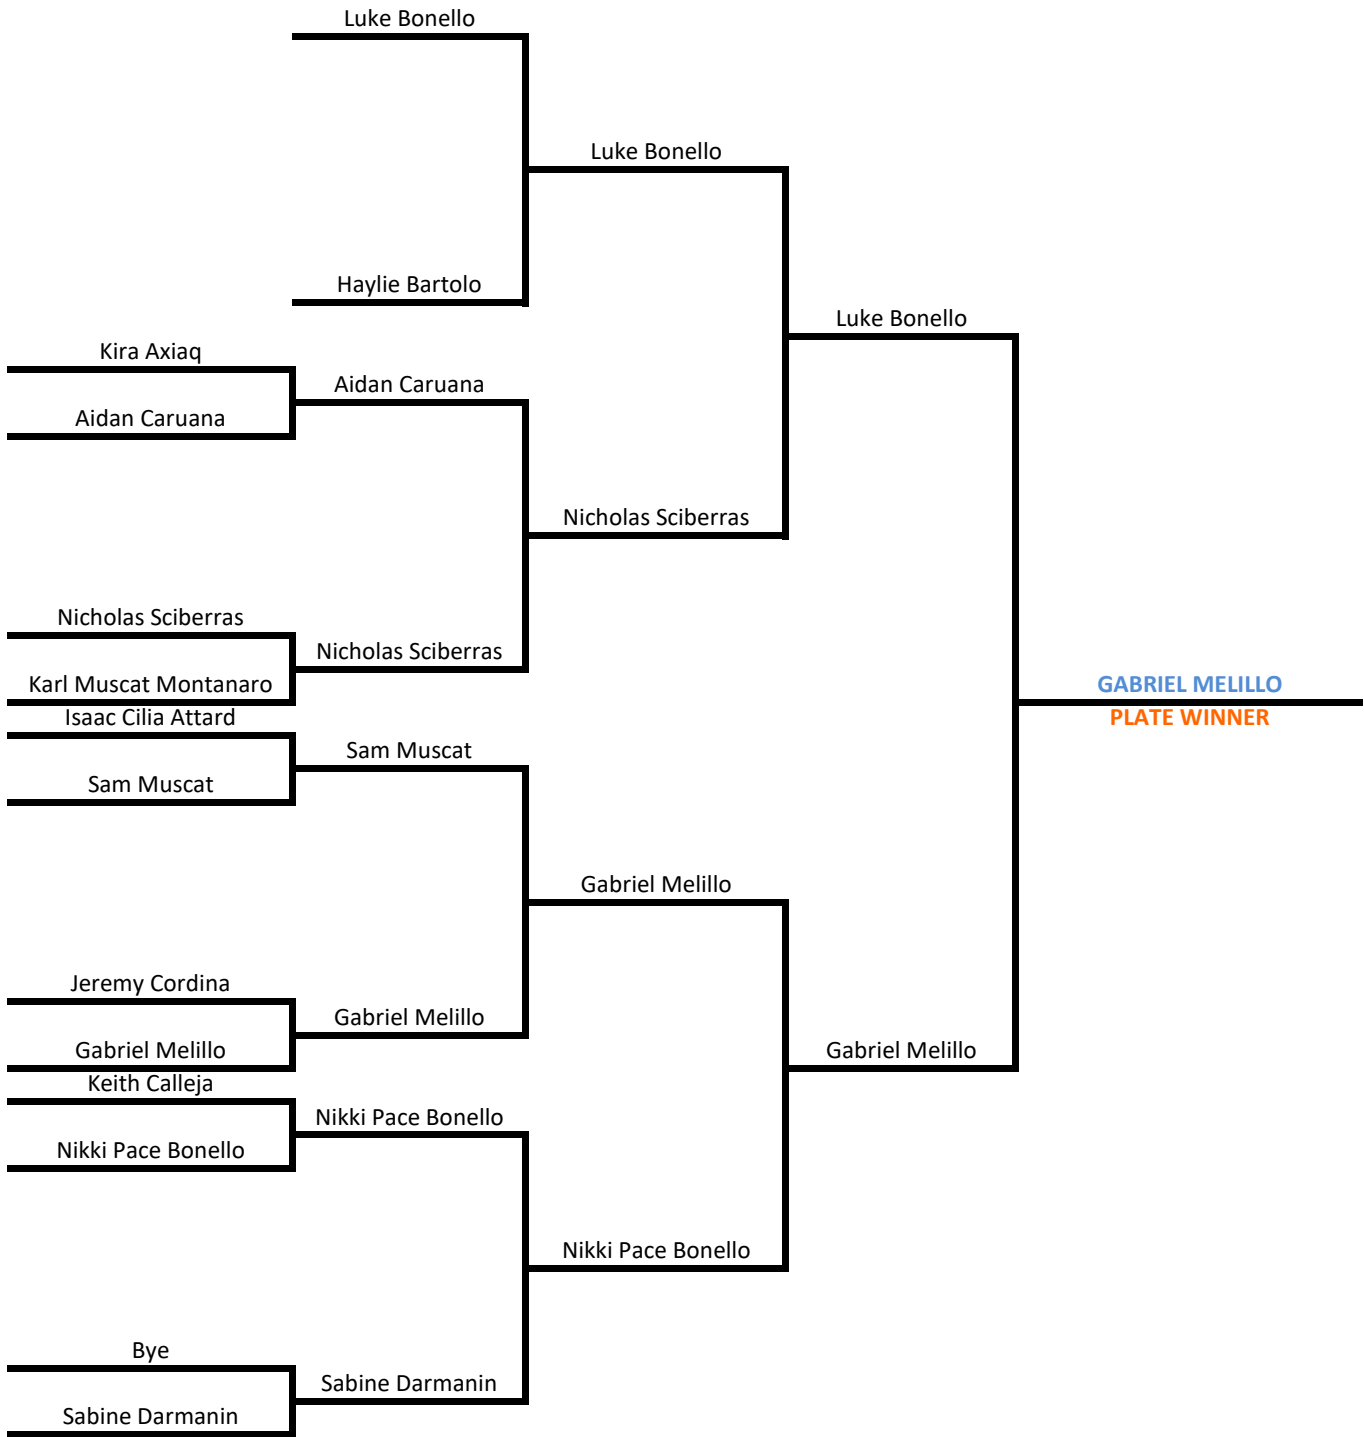 Luke Bonello
Luke Bonello
Haylie Bartolo
Luke Bonello
Kira Axiaq
Aidan Caruana
Aidan Caruana
Nicholas Sciberras
Nicholas Sciberras
Nicholas Sciberras
Karl Muscat Montanaro
GABRIEL MELILLO
Isaac Cilia Attard
PLATE WINNER
Sam Muscat
Sam Muscat
Gabriel Melillo
Jeremy Cordina
Gabriel Melillo
Gabriel Melillo
Gabriel Melillo
Keith Calleja
Nikki Pace Bonello
Nikki Pace Bonello
Nikki Pace Bonello
Bye
Sabine Darmanin
Sabine Darmanin